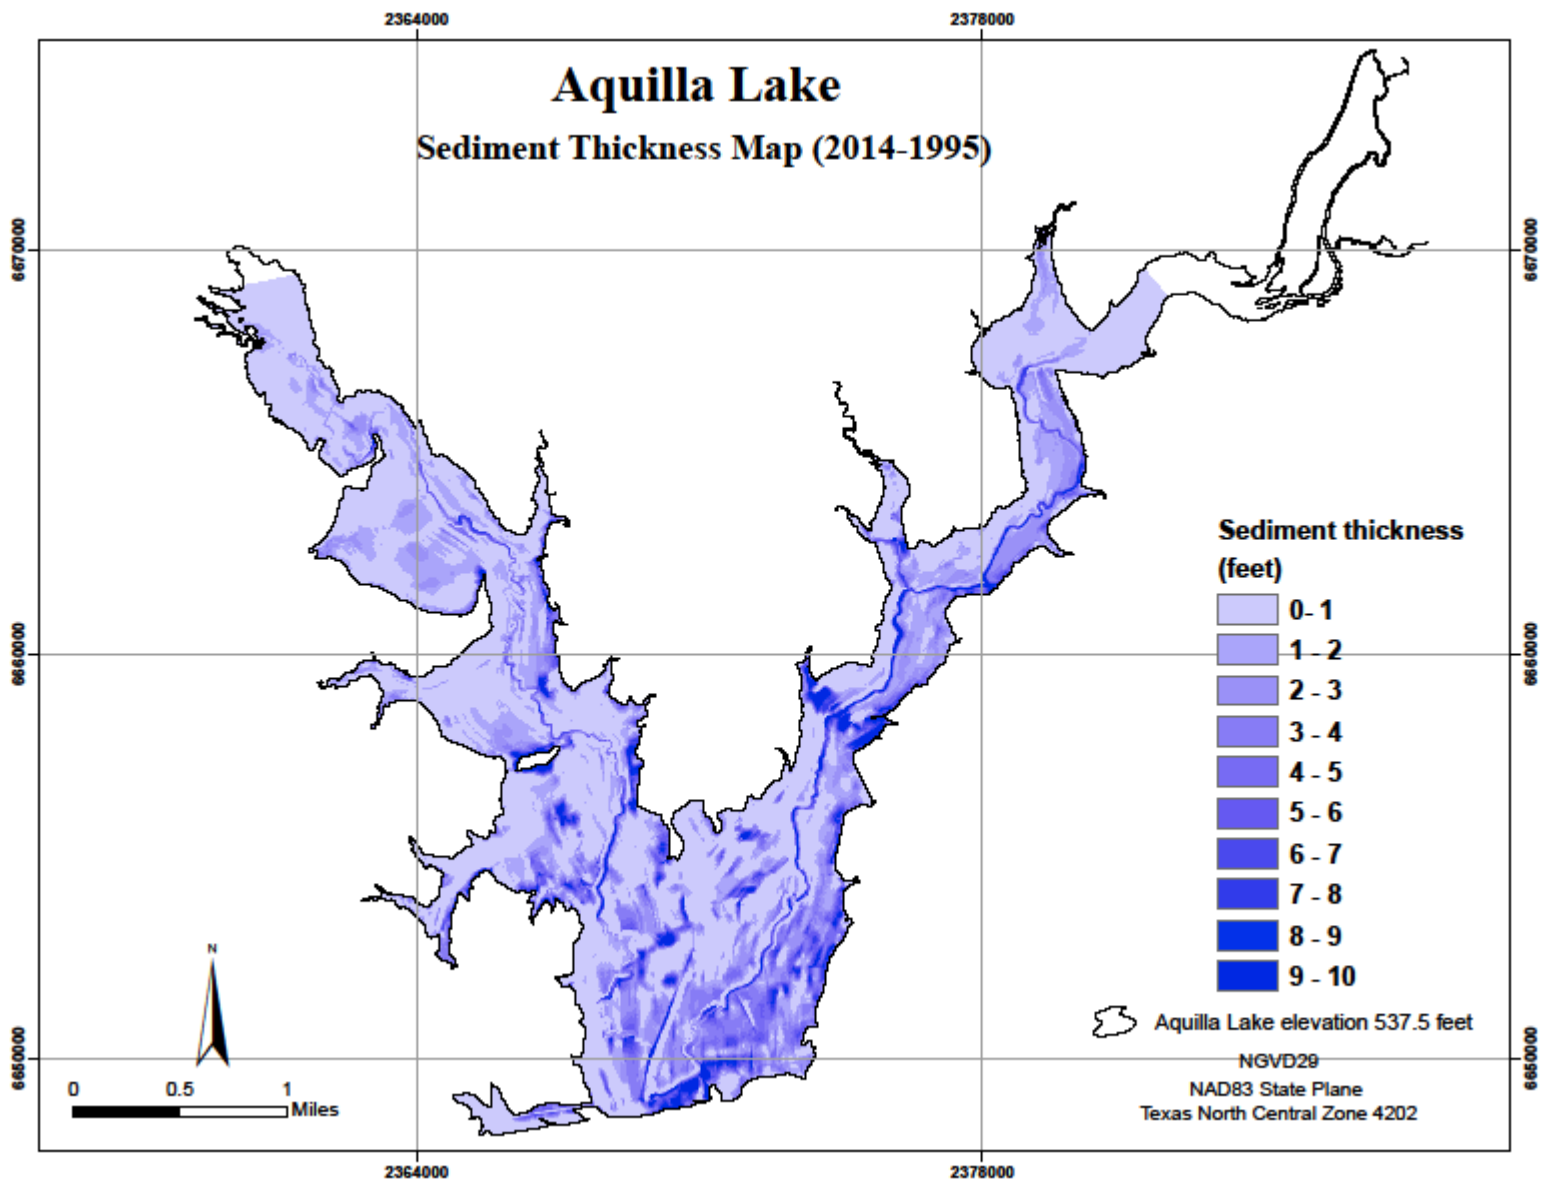 2364000 2378000
Aquilla Lake
Sediment Thickness Map (2014-1995)
6670000 6670000
Sediment thickness
(feet)
0- 1
1 - 2
6660000 6660000
2 - 3
3 - 4
4 - 5
5 - 6
6 - 7
7 - 8
8 - 9
N
9 - 10
Aquilla Lake elevation 537.5 feet
6650000 6650000
NGVD29
0 0.5 1
NAD83 State Plane
Miles
Texas North Central Zone 4202
2364000 2378000